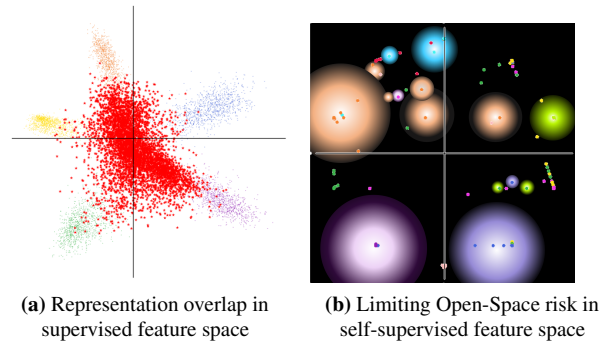 (a) Representation overlap in
supervised feature space
(b) Limiting Open-Space risk in
self-supervised feature space